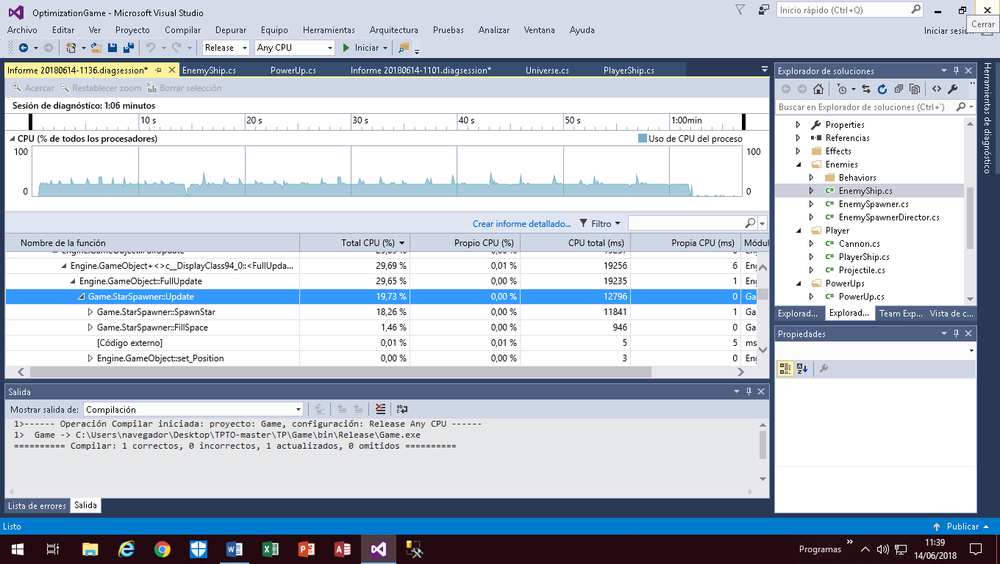 OptimizationGame - Microsoft Visual Studio
Inicio rápido (Ctrl+Q)
Cerrar
Archivo Editar Ver Proyecto Compilar Depurar Equipo Herramientas Arquitectura Pruebas Analizar Ventana Ayuda
Release Any CPU Iniciar
Informe 20180614-1136.diagsession* EnemyShip.cs PowerUp.cs Informe 20180614-1101.diagsession* Universe.cs PlayerShip.cs
Acercar Restablecer zoom Borrar selección
Sesión de diagnóstico: 1:06 minutos
10 s 20 s 30 s 40 s 50 s 1:00min
CPU (% de todos los procesadores) Uso de CPU del proceso
100 100
0 0
Crear informe detallado... Filtro
Nombre de la función Total CPU (%) Propio CPU (%) CPU total (ms) Propia CPU (ms) Módul
Engine.GameObject+<>c__DisplayClass94_0::<FullUpda... 29,69 % 0,01 % 19256 6
Engine.GameObject::FullUpdate 29,65 % 0,00 % 19235 1
Game.StarSpawner::Update 19,73 % 0,00 % 12796 0 Ga
Game.StarSpawner::SpawnStar 18,26 % 0,00 % 11841 1 Ga
Game.StarSpawner::FillSpace 1,46 % 0,00 % 946 0 Ga
[Código externo] 0,01 % 0,01 % 5 5 ms
Engine.GameObject::set_Position 0,00 % 0,00 % 3 0
Salida
Mostrar salida de: Compilación
1>------ Operación Compilar iniciada: proyecto: Game, configuración: Release Any CPU ------
1>  Game -> C:\Users\navegador\Desktop\TPTO-master\TP\Game\bin\Release\Game.exe
========== Compilar: 1 correctos, 0 incorrectos, 1 actualizados, 0 omitidos ==========
Lista de errores Salida
Explorador de soluciones
Buscar en Explorador de soluciones (Ctrl+`)
Properties
Referencias
Effects
Enemies
Behaviors
C# EnemyShip.cs
C# EnemySpawner.cs
C# EnemySpawnerDirector.cs
Player
C# Cannon.cs
C# PlayerShip.cs
C# Projectile.cs
PowerUps
C# PowerUp.cs
Explorad... Explorad... Team Exp... Vista de c...
Propiedades
Herramientas de diagnóstico
Listo Publicar
Programas 11:39
14/06/2018